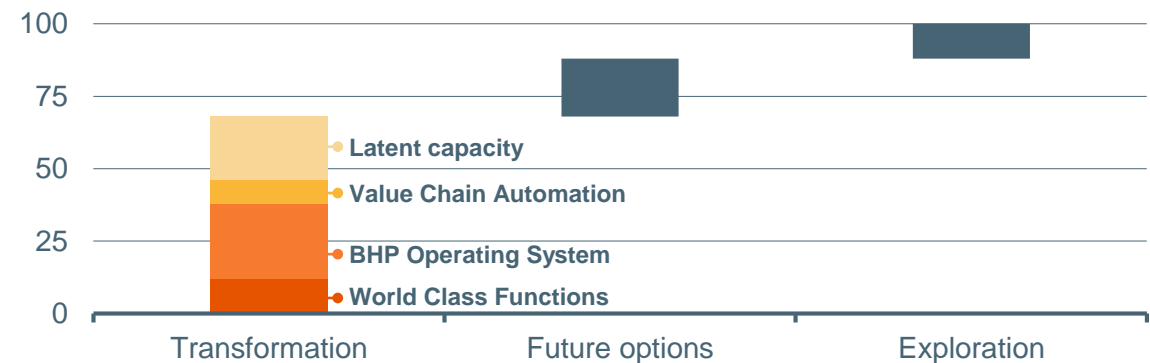 100
75
50
25
0
Latent capacity
Value Chain Automation
BHP Operating System
World Class Functions
Transformation
Future options
Exploration